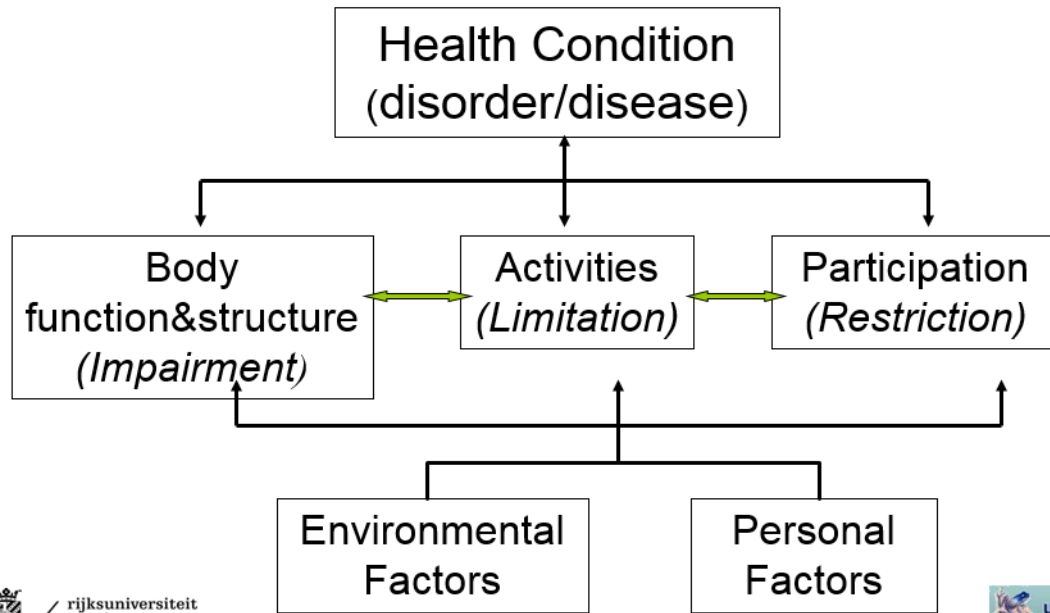 Health Condition
(disorder/disease)
Body
function&structure
(Impairment)
Activities
(Limitation)
Participation
(Restriction)
Environmental
Factors
Personal
Factors
rijksuniversiteit